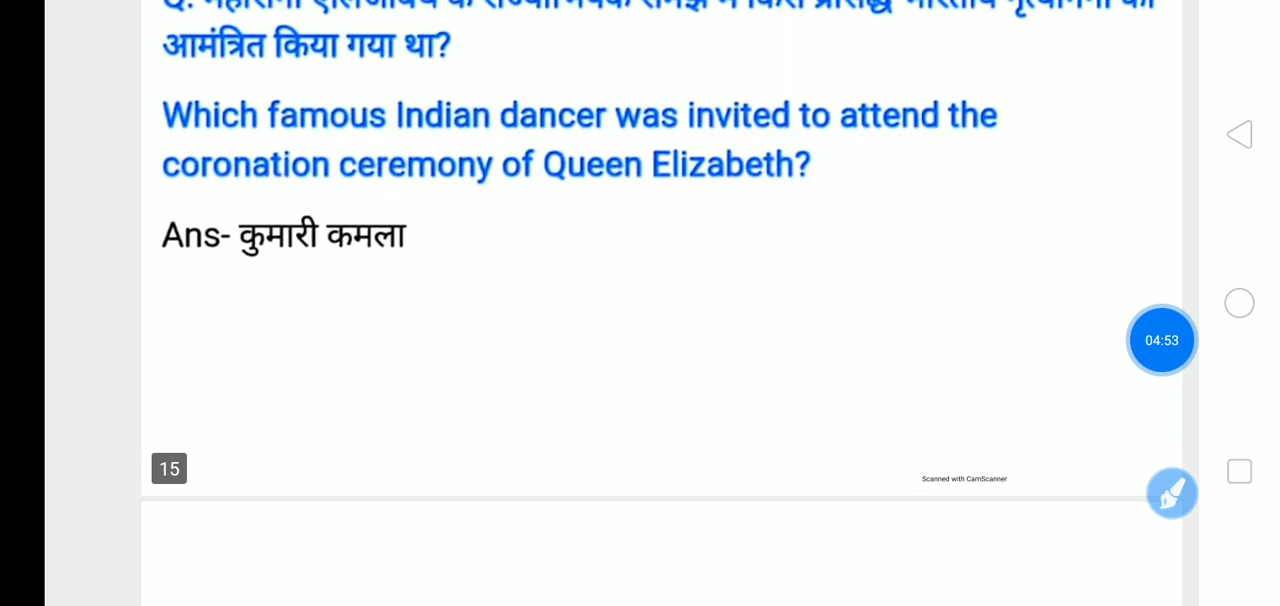 आमंत्रित किया गया था?
Which famous Indian dancer was invited to attend the
coronation ceremony of Queen Elizabeth?
Ans- कुमारी कमला
04:53
15
Scanned with CamScanner